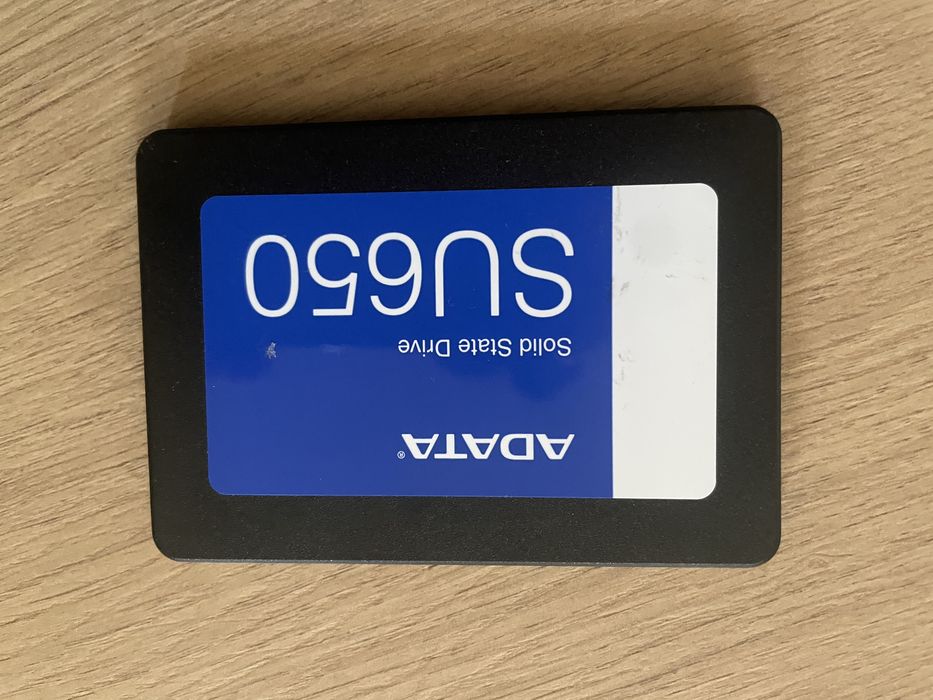 ADATA®
Solid State Drive
SU650